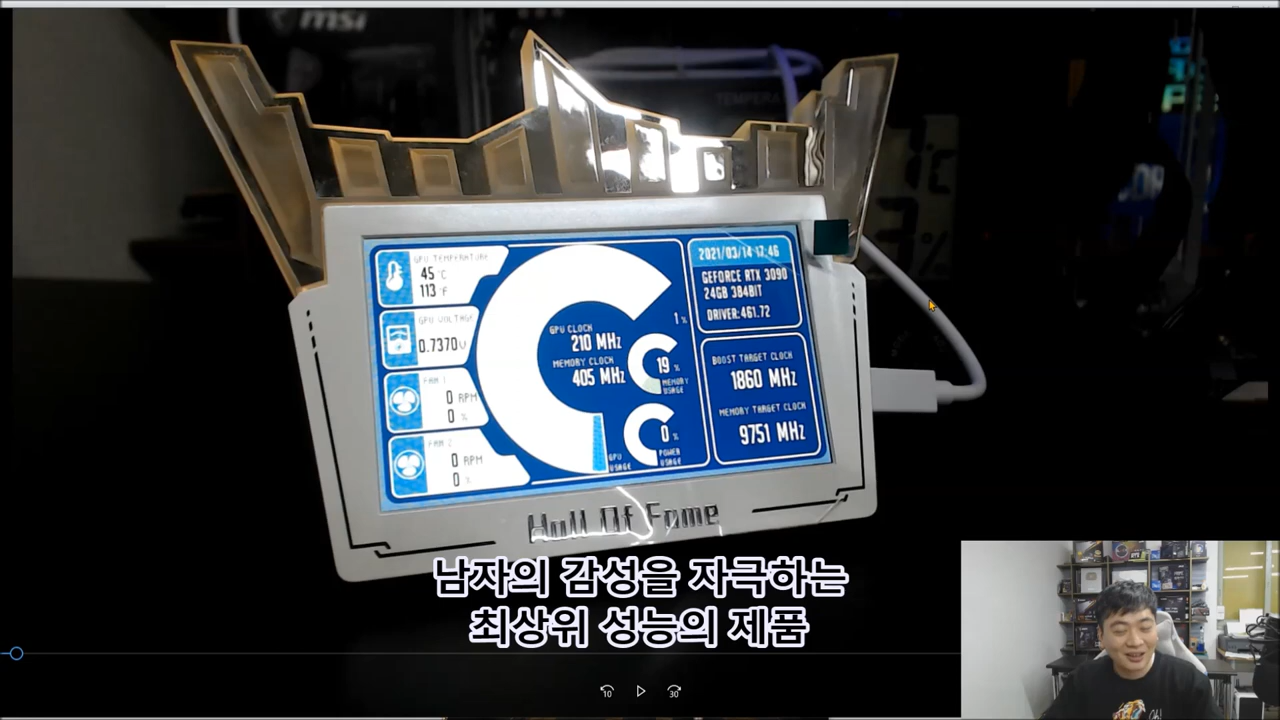 msi
TEMPERA
GPU TEMPERATURE
45 °C
113 °F
GPU VOLTAGE
0.7370V
FAN 1
0 RPM
0 %
FAN 2
0 RPM
0 %
GPU CLOCK
210 MHz
MEMORY CLOCK
405 MHz
1 %
19 %
MEMORY
USAGE
0 %
POWER
USAGE
GPU
USAGE
2021/03/14 17:46
GEFORCE RTX 3090
24GB 384BIT
DRIVER:461.72
BOOST TARGET CLOCK
1860 MHz
MEMORY TARGET CLOCK
9751 MHz
Hall Of Fame
남자의 감성을 자극하는
최상위 성능의 제품
10
30